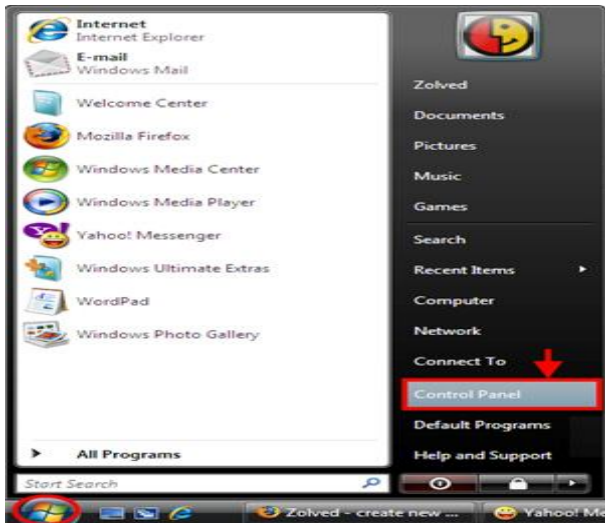 Internet
Internet Explorer
E-mail
Windows Mail
Welcome Center
Mozilla Firefox
Windows Media Center
Windows Media Player
Yahoo! Messenger
Windows Ultimate Extras
WordPad
Windows Photo Gallery
All Programs
Start Search
Zolved
Documents
Pictures
Music
Games
Search
Recent Items
Computer
Network
Connect To
Control Panel
Default Programs
Help and Support
Zolved - create new ...
Yahoo! Me